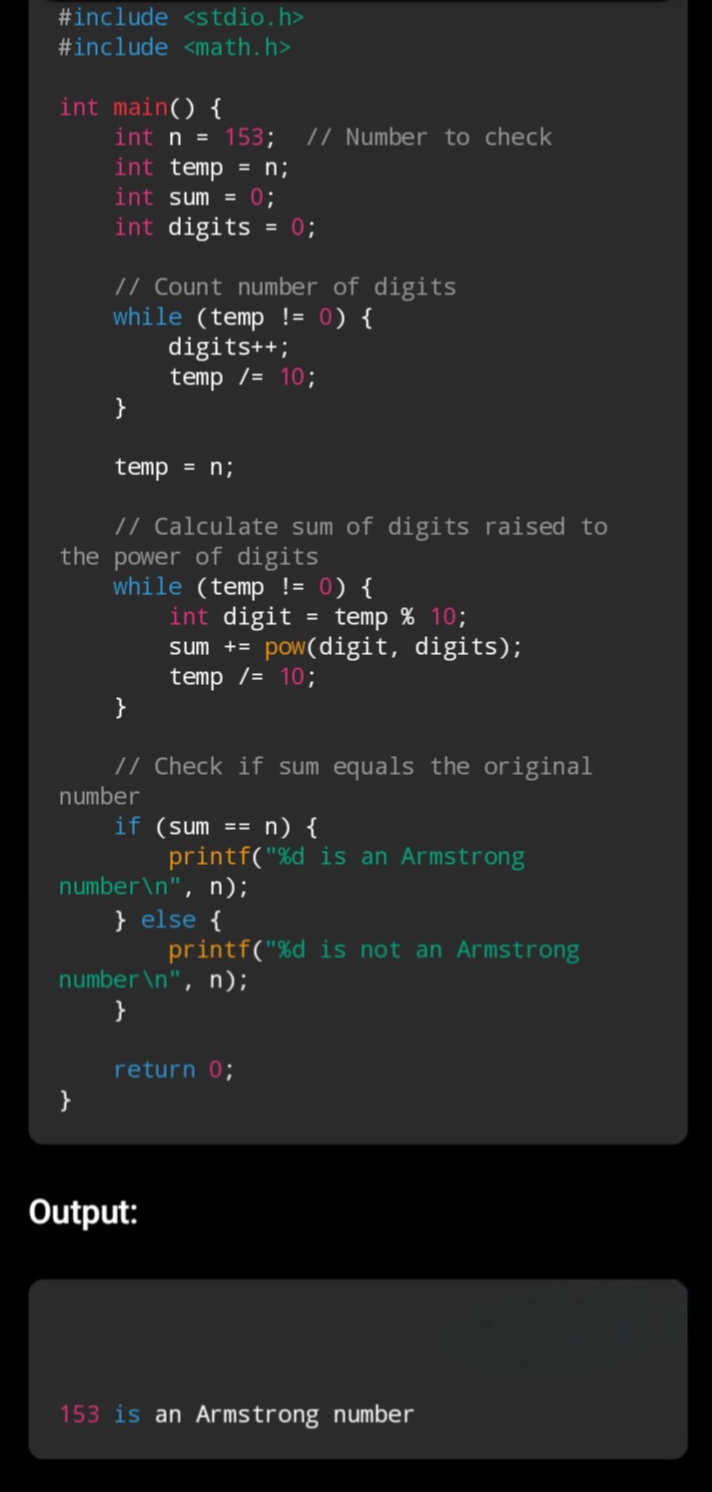 #include <stdio.h>
#include <math.h>
int main() {
int n = 153;  // Number to check
int temp = n;
int sum = 0;
int digits = 0;
// Count number of digits
while (temp != 0) {
digits++;
temp /= 10;
}
temp = n;
// Calculate sum of digits raised to
the power of digits
while (temp != 0) {
int digit = temp % 10;
sum += pow(digit, digits);
temp /= 10;
}
// Check if sum equals the original
number
if (sum == n) {
printf("%d is an Armstrong
number\n", n);
} else {
printf("%d is not an Armstrong
number\n", n);
}
return 0;
}
Output:
153 is an Armstrong number